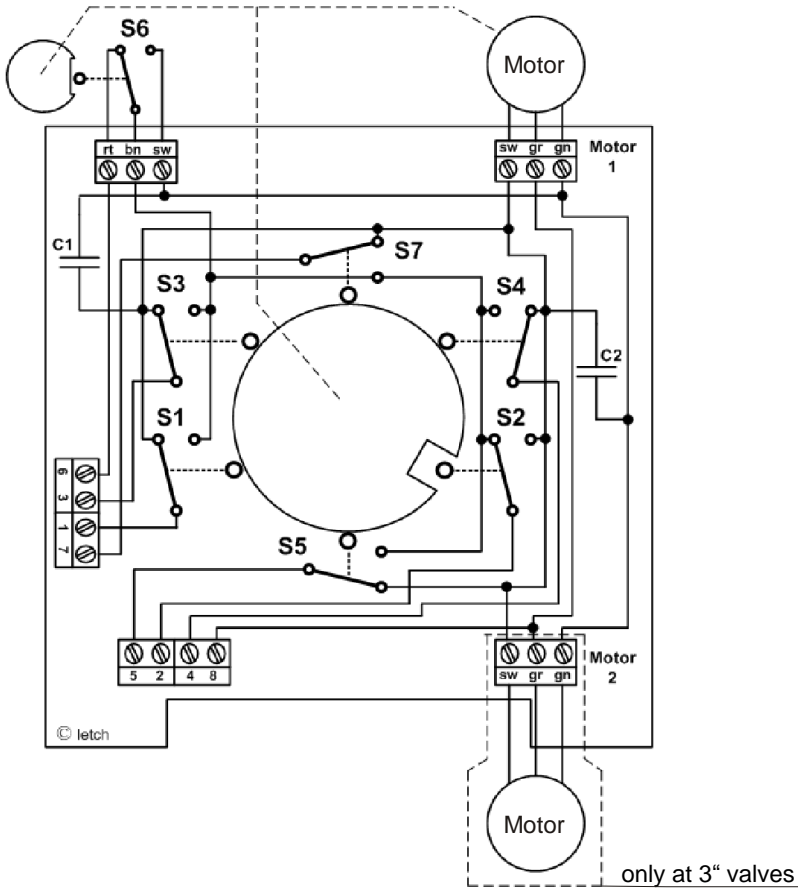 S6
Motor
rt bn sw
sw gr gn
Motor
1
C1
S7
S3
S4
C2
S1
S2
6
3
1
7
S5
5 2 4 8
Motor
2
sw gr gn
© letch
Motor
only at 3“ valves